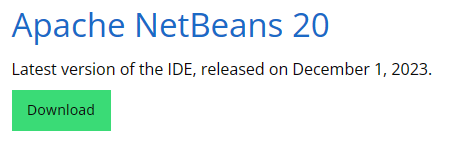 Apache NetBeans 20
Latest version of the IDE, released on December 1, 2023.
Download